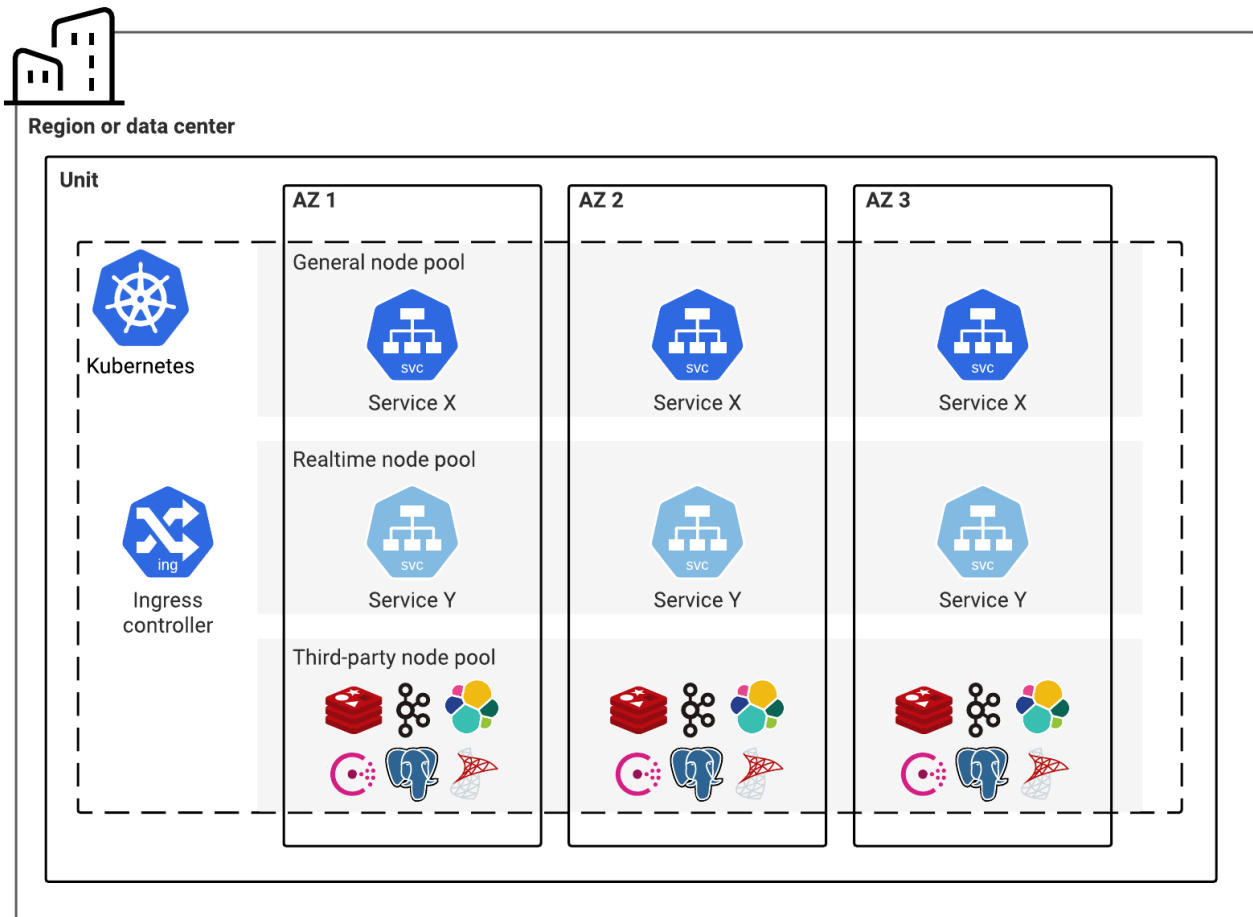 Region or data center
Unit
AZ 1
AZ 2
AZ 3
General node pool
Kubernetes
svc
svc
svc
Service X
Service X
Service X
Realtime node pool
ing
svc
svc
svc
Ingress
controller
Service Y
Service Y
Service Y
Third-party node pool